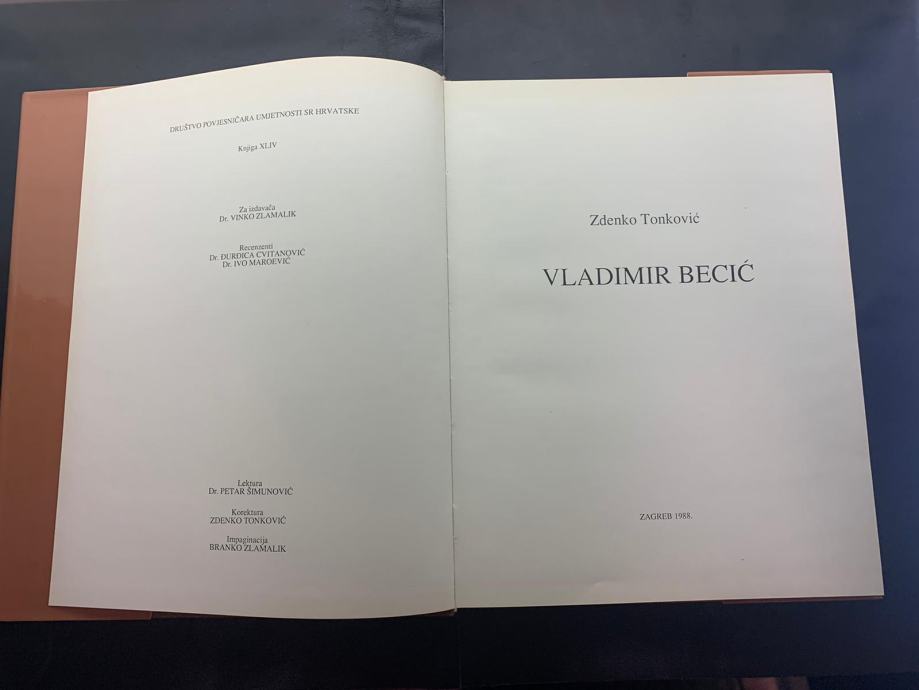 DRUŠTVO POVJESNIČARA UMJETNOSTI SR HRVATSKE
Knjiga XLIV
Za izdavača
Dr. VINKO ZLAMALIK
Recenzenti
Dr. ĐURĐICA CVITANOVIĆ
Dr. IVO MAROEVIĆ
Lektura
Dr. PETAR ŠIMUNOVIĆ
Korektura
ZDENKO TONKOVIĆ
Impaginacija
BRANKO ZLAMALIK
Zdenko Tonković
VLADIMIR BECIĆ
ZAGREB 1988.